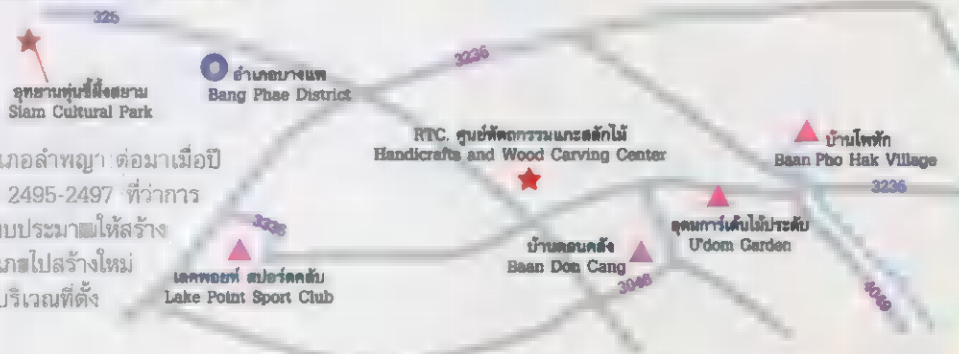 325
อุทยานหุ่นขี้ผึ้งสยาม
Siam Cultural Park
อำเภอบางแพ
Bang Phae District
3236
RTC. ศูนย์หัตถกรรมแกะสลักไม้
Handicrafts and Wood Carving Center
บ้านโพหัก
Baan Pho Hak Village
3236
อุดมการ์เด้นไม้ประดับ
U'dom Garden
บ้านดอนคลัง
Baan Don Cang
3046
4049
3336
เลคพอยท์ สปอร์ตคลับ
Lake Point Sport Club
เภอลำพญา ต่อมาเมื่อปี
2495-2497 ที่ว่าการ
บประมาณให้สร้าง
ไปสร้างใหม่
บริเวณที่ตั้ง